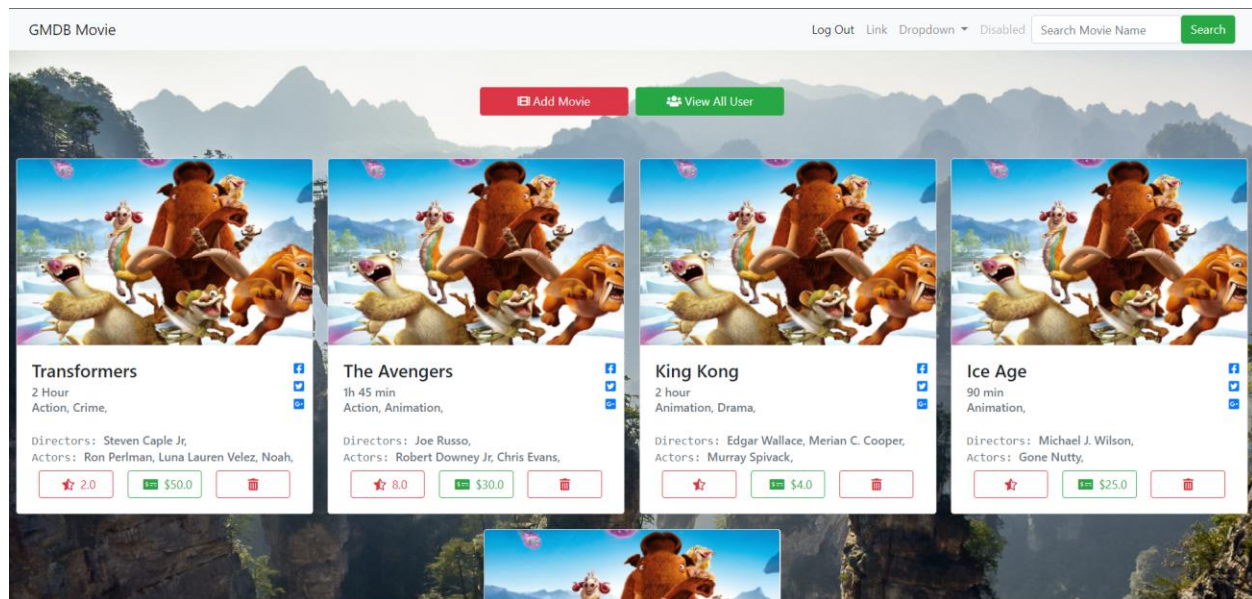 GMDB Movie
Log Out Link Dropdown Disabled Search Movie Name Search
Add Movie View All User
Transformers
2 Hour
Action, Crime,
Directors: Steven Caple Jr,
Actors: Ron Perlman, Luna Lauren Velez, Noah,
2.0 $50.0
The Avengers
1h 45 min
Action, Animation,
Directors: Joe Russo,
Actors: Robert Downey Jr, Chris Evans,
8.0 $30.0
King Kong
2 hour
Animation, Drama,
Directors: Edgar Wallace, Merian C. Cooper,
Actors: Murray Spivack,
$4.0
Ice Age
90 min
Animation,
Directors: Michael J. Wilson,
Actors: Gone Nutty,
$25.0